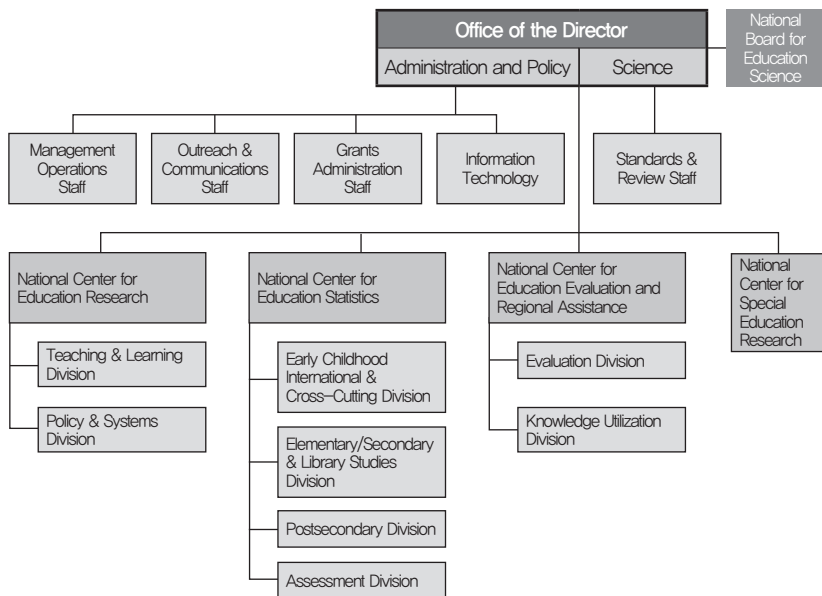 Office of the Director
Administration and Policy
Science
National
Board for
Education
Science
Management
Operations
Staff
Outreach &
Communications
Staff
Grants
Administration
Staff
Information
Technology
Standards &
Review Staff
National Center for
Education Research
Teaching & Learning
Division
Policy & Systems
Division
National Center for
Education Statistics
Early Childhood
International &
Cross-Cutting Division
Elementary/Secondary
& Library Studies
Division
Postsecondary Division
Assessment Division
National Center for
Education Evaluation and
Regional Assistance
Evaluation Division
Knowledge Utilization
Division
National
Center for
Special
Education
Research